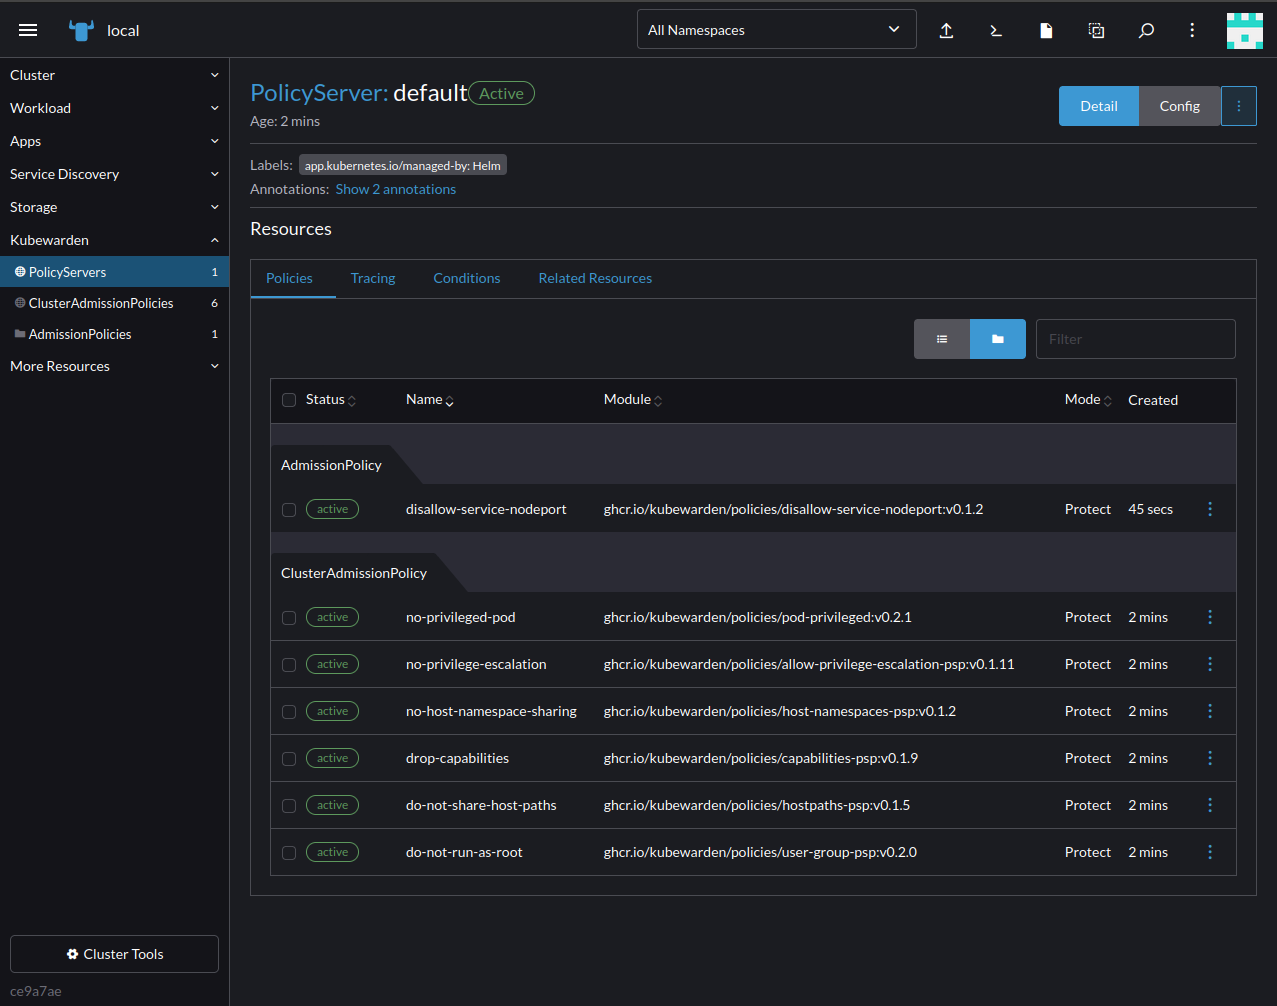 local
All Namespaces
Cluster
Workload
Apps
Service Discovery
Storage
Kubewarden
PolicyServers 1
ClusterAdmissionPolicies 6
AdmissionPolicies 1
More Resources
Cluster Tools
ce9a7ae
PolicyServer: default Active
Age: 2 mins
Detail Config
Labels: app.kubernetes.io/managed-by: Helm
Annotations: Show 2 annotations
Resources
Policies Tracing Conditions Related Resources
Filter
Status Name Module Mode Created
AdmissionPolicy
active disallow-service-nodeport ghcr.io/kubewarden/policies/disallow-service-nodeport:v0.1.2 Protect 45 secs
ClusterAdmissionPolicy
active no-privileged-pod ghcr.io/kubewarden/policies/pod-privileged:v0.2.1 Protect 2 mins
active no-privilege-escalation ghcr.io/kubewarden/policies/allow-privilege-escalation-psp:v0.1.11 Protect 2 mins
active no-host-namespace-sharing ghcr.io/kubewarden/policies/host-namespaces-psp:v0.1.2 Protect 2 mins
active drop-capabilities ghcr.io/kubewarden/policies/capabilities-psp:v0.1.9 Protect 2 mins
active do-not-share-host-paths ghcr.io/kubewarden/policies/hostpaths-psp:v0.1.5 Protect 2 mins
active do-not-run-as-root ghcr.io/kubewarden/policies/user-group-psp:v0.2.0 Protect 2 mins